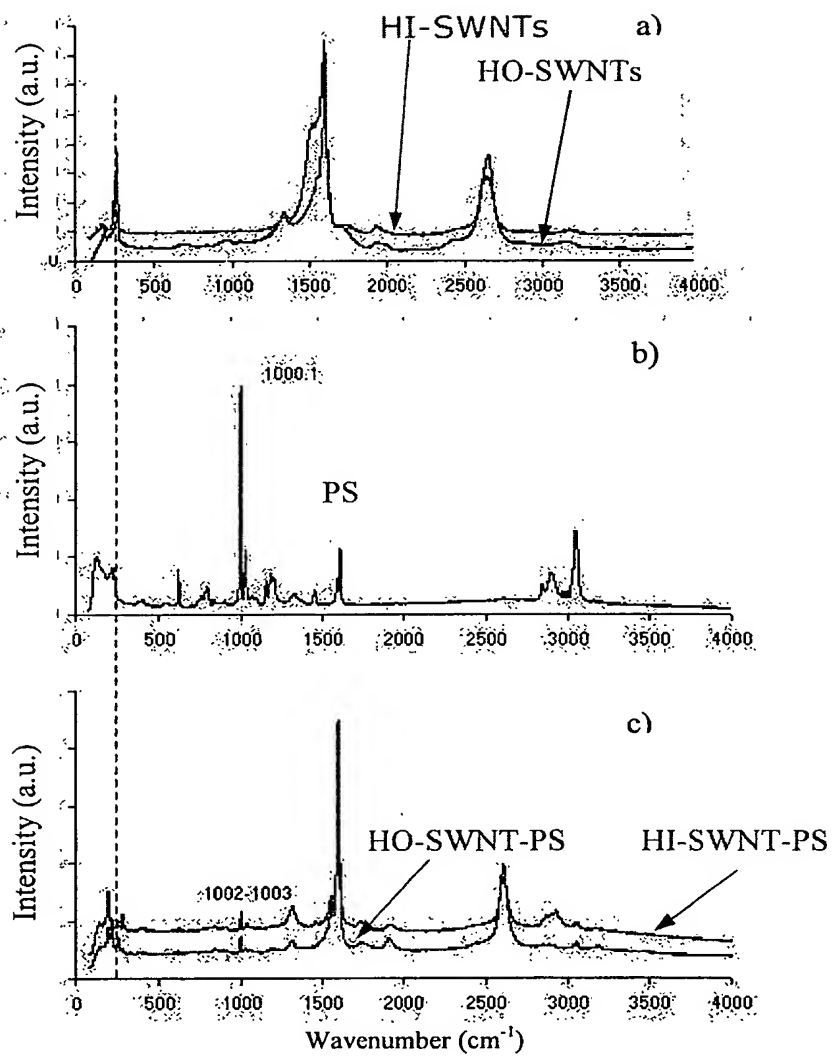 HI-SWNTs
a)
HO-SWNTs
Intensity (a.u.)
0 500 1000 1500 2000 2500 3000 3500 4000
b)
1000.1
PS
Intensity (a.u.)
0 500 1000 1500 2000 2500 3000 3500 4000
c)
HO-SWNT-PS
HI-SWNT-PS
1002-1003
Intensity (a.u.)
0 500 1000 1500 2000 2500 3000 3500 4000
Wavenumber (cm⁻¹)